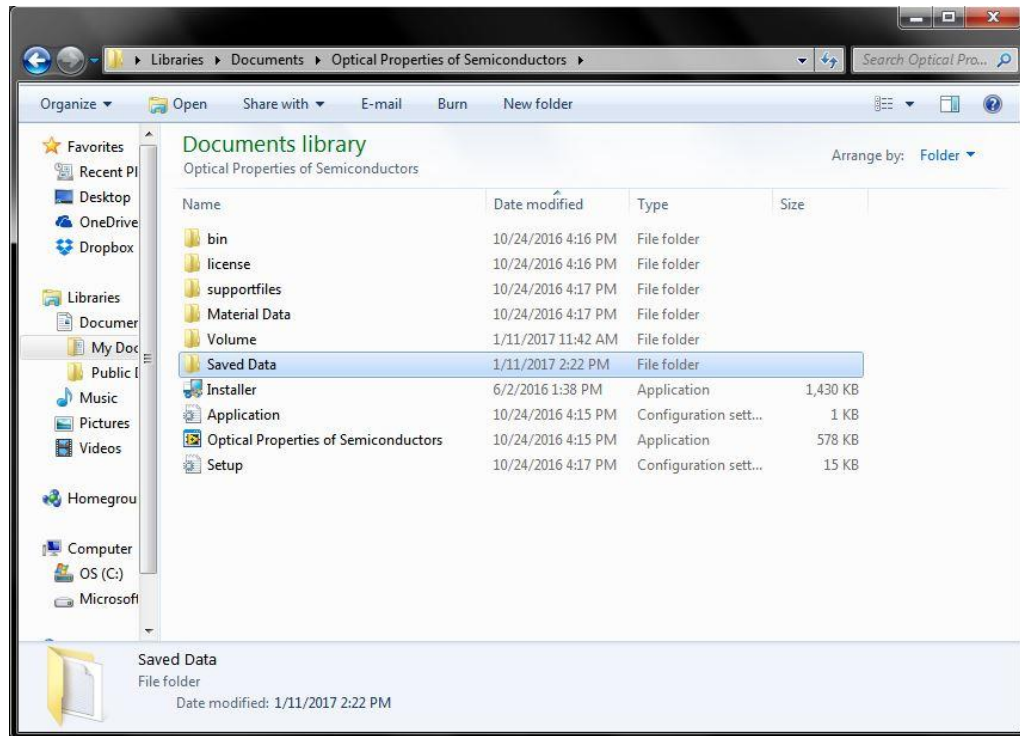 Libraries Documents Optical Properties of Semiconductors
Search Optical Pro...
Organize Open Share with E-mail Burn New folder
Favorites
Recent Pl
Desktop
OneDrive
Dropbox
Libraries
Documen
My Doc
Public D
Music
Pictures
Videos
Homegrou
Computer
OS (C:)
Microsoft
Documents library
Optical Properties of Semiconductors
Arrange by: Folder
Name Date modified Type Size
bin 10/24/2016 4:16 PM File folder
license 10/24/2016 4:16 PM File folder
supportfiles 10/24/2016 4:17 PM File folder
Material Data 10/24/2016 4:17 PM File folder
Volume 1/11/2017 11:42 AM File folder
Saved Data 1/11/2017 2:22 PM File folder
Installer 6/2/2016 1:38 PM Application 1,430 KB
Application 10/24/2016 4:15 PM Configuration sett... 1 KB
Optical Properties of Semiconductors 10/24/2016 4:15 PM Application 578 KB
Setup 10/24/2016 4:17 PM Configuration sett... 15 KB
Saved Data
File folder
Date modified: 1/11/2017 2:22 PM